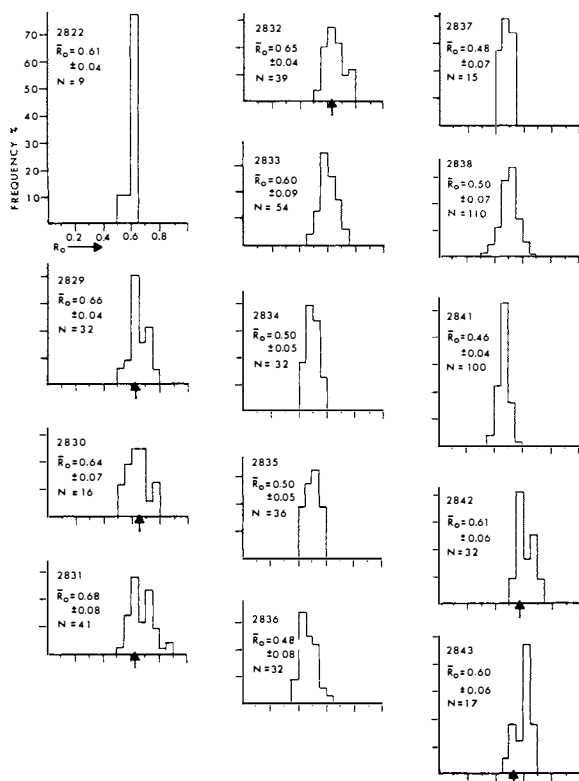 FREQUENCY %
70
60
50
40
30
20
10
0.2 0.4 0.6 0.8
Ro
2822
R̄o=0.61
±0.04
N=9
2829
R̄o=0.66
±0.04
N=32
2830
R̄o=0.64
±0.07
N=16
2831
R̄o=0.68
±0.08
N=41
2832
R̄o=0.65
±0.04
N=39
2833
R̄o=0.60
±0.09
N=54
2834
R̄o=0.50
±0.05
N=32
2835
R̄o=0.50
±0.05
N=36
2836
R̄o=0.48
±0.08
N=32
2837
R̄o=0.48
±0.07
N=15
2838
R̄o=0.50
±0.07
N=110
2841
R̄o=0.46
±0.04
N=100
2842
R̄o=0.61
±0.06
N=32
2843
R̄o=0.60
±0.06
N=17